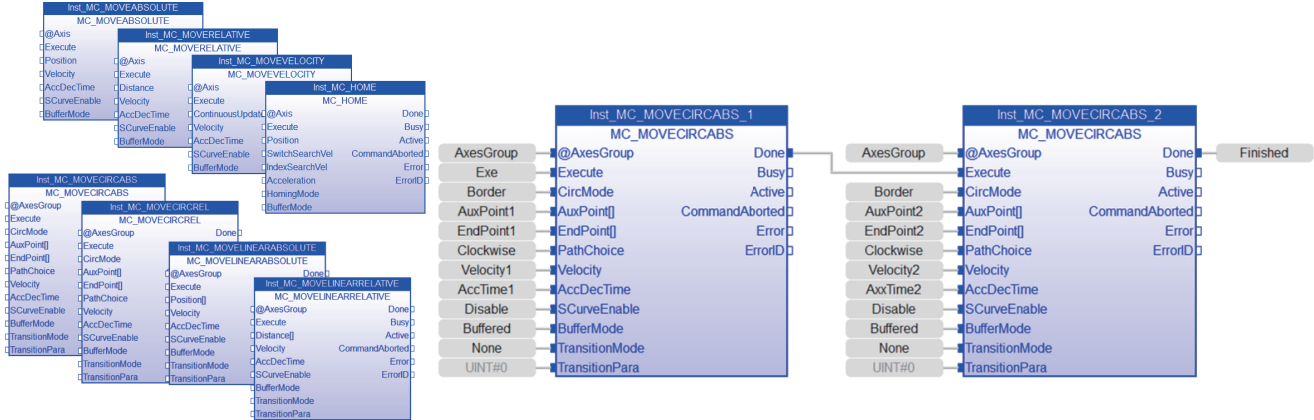 Inst_MC_MOVEABSOLUTE
MC_MOVEABSOLUTE
@Axis
Execute
Position
Velocity
AccDecTime
SCurveEnable
BufferMode
Inst_MC_MOVERELATIVE
MC_MOVERELATIVE
@Axis
Execute
Distance
Velocity
AccDecTime
SCurveEnable
BufferMode
Inst_MC_MOVEVELOCITY
MC_MOVEVELOCITY
@Axis
Execute
ContinuousUpdate
Velocity
AccDecTime
SCurveEnable
BufferMode
Inst_MC_HOME
MC_HOME
@Axis Done
Execute Busy
Position Active
SwitchSearchVel CommandAborted
IndexSearchVel Error
Acceleration ErrorID
HomingMode
BufferMode
Inst_MC_MOVECIRCABS
MC_MOVECIRCABS
@AxesGroup
Execute
CircMode
AuxPoint[]
EndPoint[]
PathChoice
Velocity
AccDecTime
SCurveEnable
BufferMode
TransitionMode
TransitionPara
Inst_MC_MOVECIRCREL
MC_MOVECIRCREL
@AxesGroup Done
Execute
CircMode
AuxPoint[]
EndPoint[]
PathChoice
Velocity
AccDecTime
SCurveEnable
BufferMode
TransitionMode
TransitionPara
Inst_MC_MOVELINEARABSOLUTE
MC_MOVELINEARABSOLUTE
@AxesGroup Done
Execute
Position[]
Velocity
AccDecTime
SCurveEnable
BufferMode
TransitionMode
TransitionPara
Inst_MC_MOVELINEARRELATIVE
MC_MOVELINEARRELATIVE
@AxesGroup Done
Execute Busy
Distance[] Active
Velocity CommandAborted
AccDecTime Error
SCurveEnable ErrorID
BufferMode
TransitionMode
TransitionPara
Inst_MC_MOVECIRCABS_1
MC_MOVECIRCABS
AxesGroup @AxesGroup Done
Exe Execute Busy
Border CircMode Active
AuxPoint1 AuxPoint[] CommandAborted
EndPoint1 EndPoint[] Error
Clockwise PathChoice ErrorID
Velocity1 Velocity
AccTime1 AccDecTime
Disable SCurveEnable
Buffered BufferMode
None TransitionMode
UINT#0 TransitionPara
Inst_MC_MOVECIRCABS_2
MC_MOVECIRCABS
AxesGroup @AxesGroup Done Finished
Execute Busy
Border CircMode Active
AuxPoint2 AuxPoint[] CommandAborted
EndPoint2 EndPoint[] Error
Clockwise PathChoice ErrorID
Velocity2 Velocity
AxxTime2 AccDecTime
Disable SCurveEnable
Buffered BufferMode
None TransitionMode
UINT#0 TransitionPara